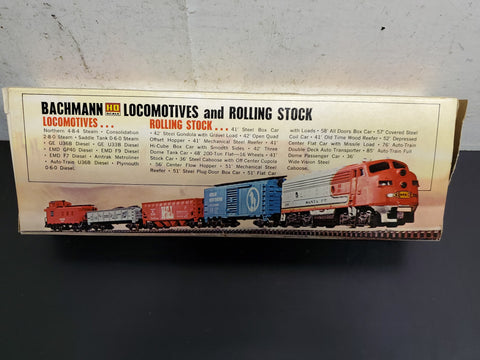 BACHMANN HO LOCOMOTIVES and ROLLING STOCK
LOCOMOTIVES...
Northern 4-8-4 Steam • Consolidation
2-8-0 Steam • Saddle Tank 0-6-0 Steam
• GE U36B Diesel • GE U33B Diesel
• EMD GP40 Diesel • EMD F9 Diesel
• EMD F7 Diesel • Amtrak Metroliner
• Auto-Train U36B Diesel • Plymouth
0-6-0 Diesel.
ROLLING STOCK... 41' Steel Box Car
• 42' Steel Gondola with Gravel Load • 42' Open Quad
Offset Hopper • 41' Mechanical Steel Reefer • 41'
Hi-Cube Box Car with Smooth Sides • 42' Three
Dome Tank Car • 48' 200-Ton Flat—16 Wheels • 41'
Stock Car • 36' Steel Caboose with Off Center Cupola
• 56' Center Flow Hopper • 51' Mechanical Steel
Reefer • 51' Steel Plug Door Box Car • 51' Flat Car
with Loads • 58' All Doors Box Car • 57' Covered Steel
Coil Car • 41' Old Time Wood Reefer • 52' Depressed
Center Flat Car with Missile Load • 76' Auto-Train
Double Deck Auto Transporter • 85' Auto-Train Full
Dome Passenger Car • 36'
Wide Vision Steel
Caboose.
SANTA FE